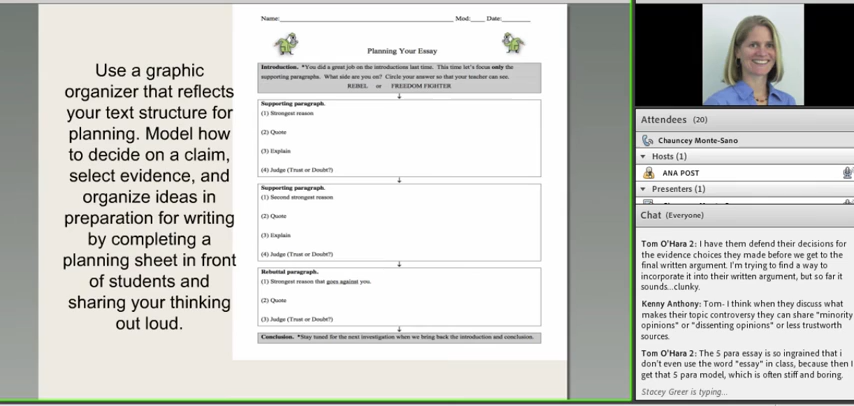 Use a graphic
organizer that reflects
your text structure for
planning. Model how
to decide on a claim,
select evidence, and
organize ideas in
preparation for writing
by completing a
planning sheet in front
of students and
sharing your thinking
out loud.
Name: Mod: Date:
Planning Your Essay
Introduction. *You did a great job on the introductions last time. This time let's focus only the
supporting paragraphs. What side are you on? Circle your answer so that your teacher can see.
REBEL or FREEDOM FIGHTER
Supporting paragraph.
(1) Strongest reason
(2) Quote
(3) Explain
(4) Judge (Trust or Doubt?)
Supporting paragraph.
(1) Second strongest reason
(2) Quote
(3) Explain
(4) Judge (Trust or Doubt?)
Rebuttal paragraph.
(1) Strongest reason that goes against you.
(2) Quote
(3) Judge (Trust or Doubt?)
Conclusion. *Stay tuned for the next investigation when we bring back the introduction and conclusion.
Attendees (20)
Chauncey Monte-Sano
Hosts (1)
ANA POST
Presenters (1)
Chat (Everyone)
Tom O'Hara 2: I have them defend their decisions for
the evidence choices they made before we get to the
final written argument. I'm trying to find a way to
incorporate it into their written argument, but so far it
sounds...clunky.
Kenny Anthony: Tom- I think when they discuss what
makes their topic controversy they can share "minority
opinions" or "dissenting opinions" or less trustworth
sources.
Tom O'Hara 2: The 5 para essay is so ingrained that i
don't even use the word "essay" in class, because then I
get that 5 para model, which is often stiff and boring.
Stacey Greer is typing...